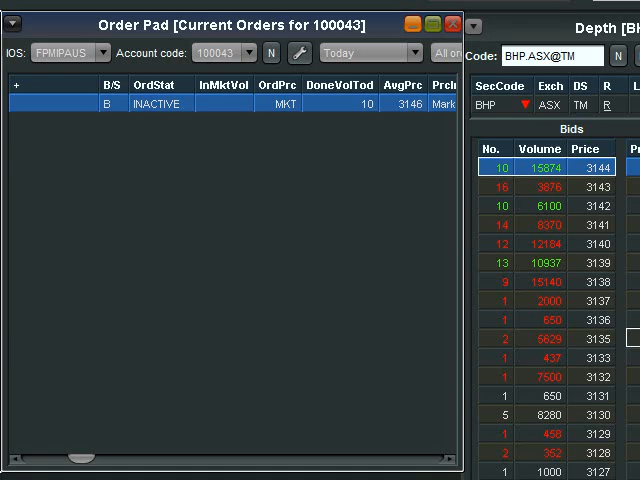 Order Pad [Current Orders for 100043]
IOS: FPMIPAUS Account code: 100043 N Today All or
+ B/S OrdStat InMktVol OrdPrc DoneVolTod AvgPrc PrcIn
B INACTIVE MKT 10 3146 Mark
Depth [BH
Code: BHP.ASX@TM N
SecCode Exch DS R L
BHP ASX TM R
Bids
No. Volume Price Pr
10 15874 3144
16 3876 3143
10 6100 3142
14 8370 3141
12 12184 3140
13 10937 3139
9 15140 3138
1 2000 3137
1 650 3136
2 5629 3135
1 437 3133
1 7500 3132
1 650 3131
5 8280 3130
1 458 3129
2 352 3128
1 1000 3127